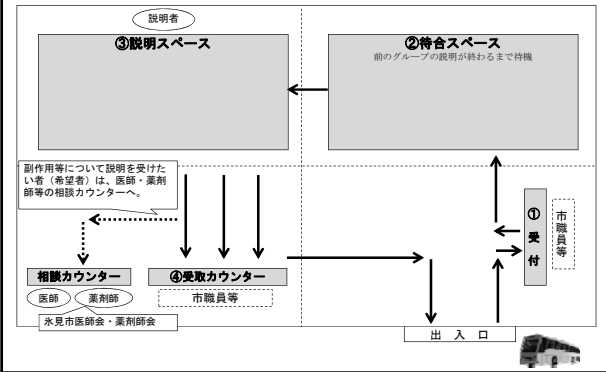 説明者
③説明スペース
②待合スペース
前のグループの説明が終わるまで待機
副作用等について説明を受けた
い者（希望者）は、医師・薬剤
師等の相談カウンターへ。
①受付
市職員等
相談カウンター
④受取カウンター
医師
薬剤師
市職員等
氷見市医師会・薬剤師会
出 入 口